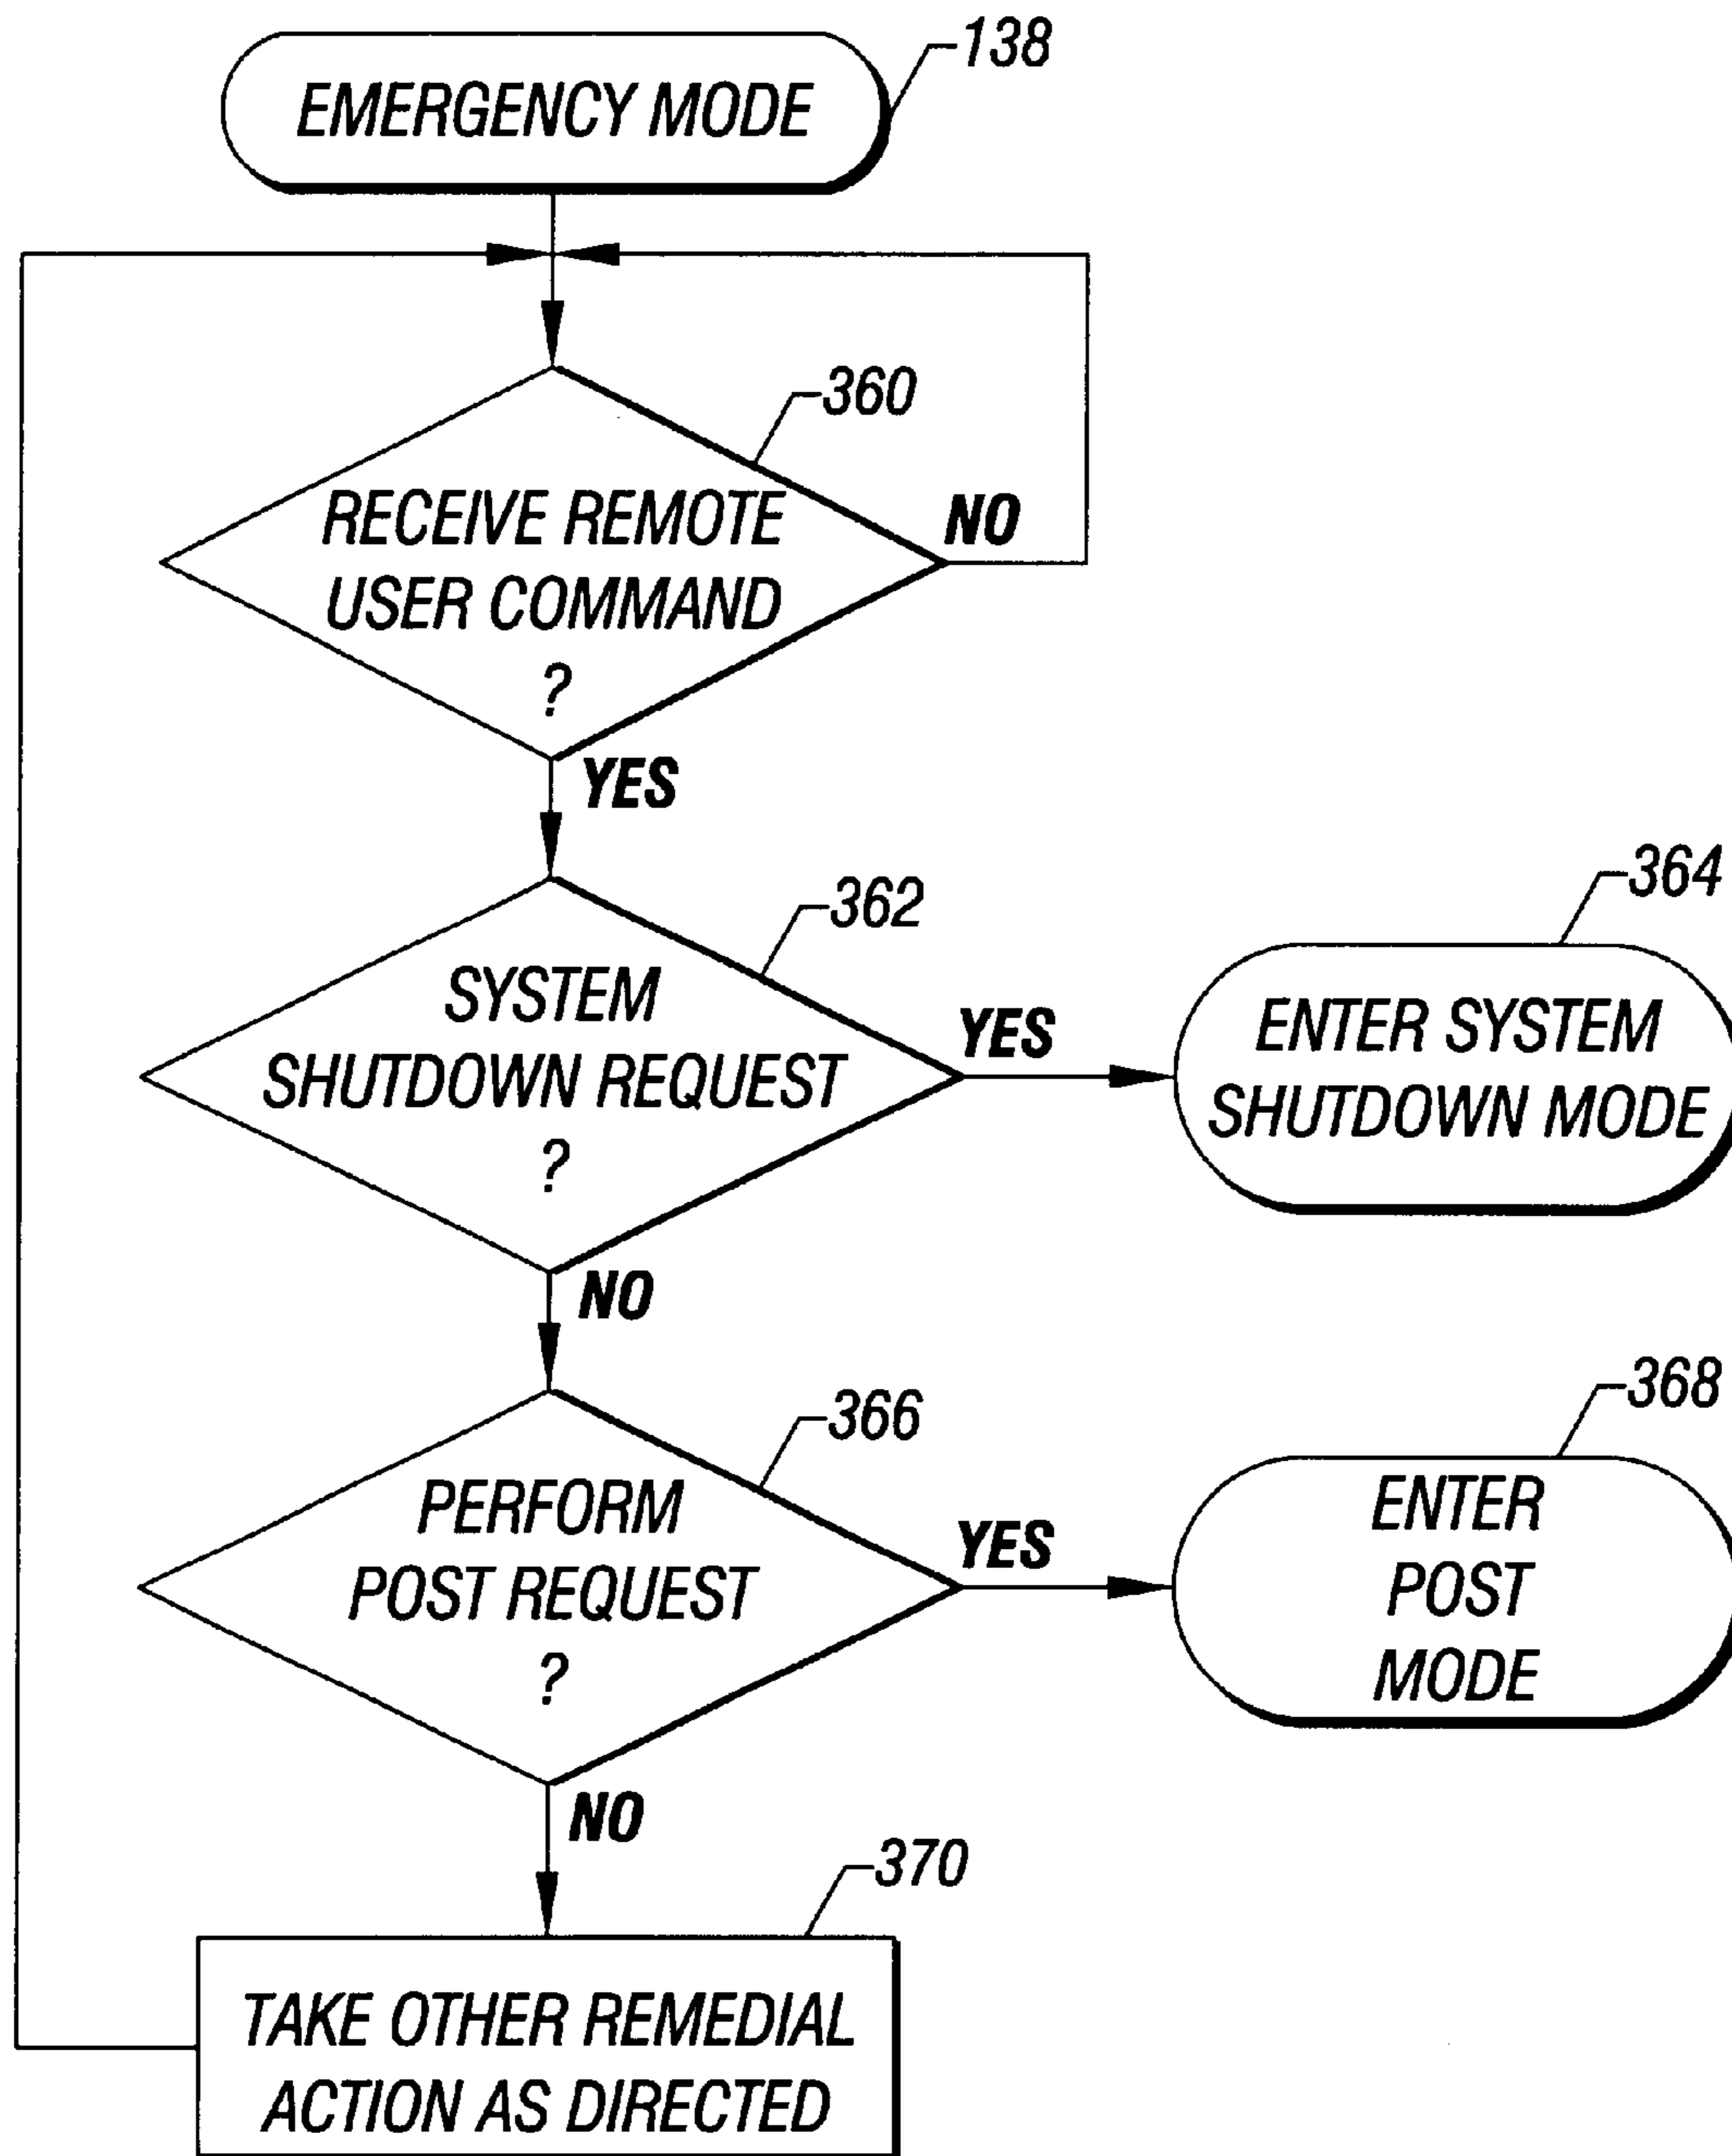 138
EMERGENCY MODE
360
RECEIVE REMOTE
USER COMMAND
?
NO
YES
362
SYSTEM
SHUTDOWN REQUEST
?
YES
364
ENTER SYSTEM
SHUTDOWN MODE
NO
366
PERFORM
POST REQUEST
?
YES
368
ENTER
POST
MODE
NO
370
TAKE OTHER REMEDIAL
ACTION AS DIRECTED